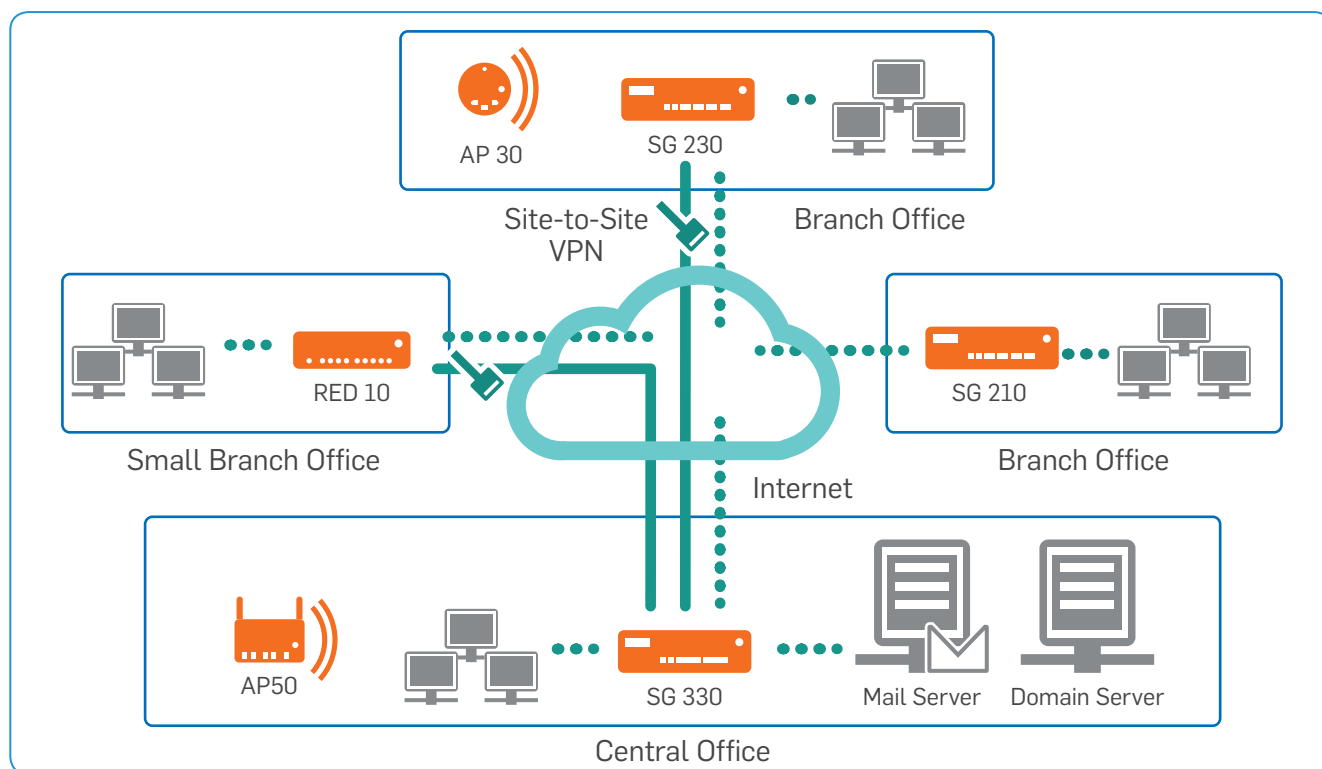 AP 30
SG 230
Site-to-Site
VPN
Branch Office
RED 10
SG 210
Small Branch Office
Branch Office
Internet
AP50
SG 330
Mail Server
Domain Server
Central Office